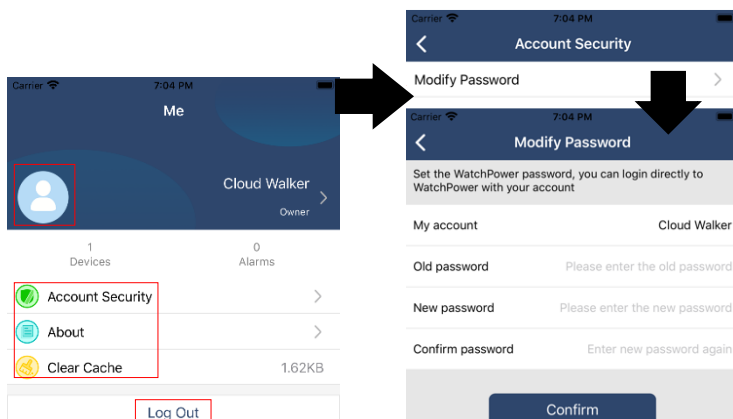 Carrier 7:04 PM
Me
Cloud Walker
Owner
1 0
Devices Alarms
Account Security
About
Clear Cache 1.62KB
Log Out
Carrier 7:04 PM
Account Security
Modify Password
Carrier 7:04 PM
Modify Password
Set the WatchPower password, you can login directly to
WatchPower with your account
My account Cloud Walker
Old password Please enter the old password
New password Please enter the new password
Confirm password Enter new password again
Confirm